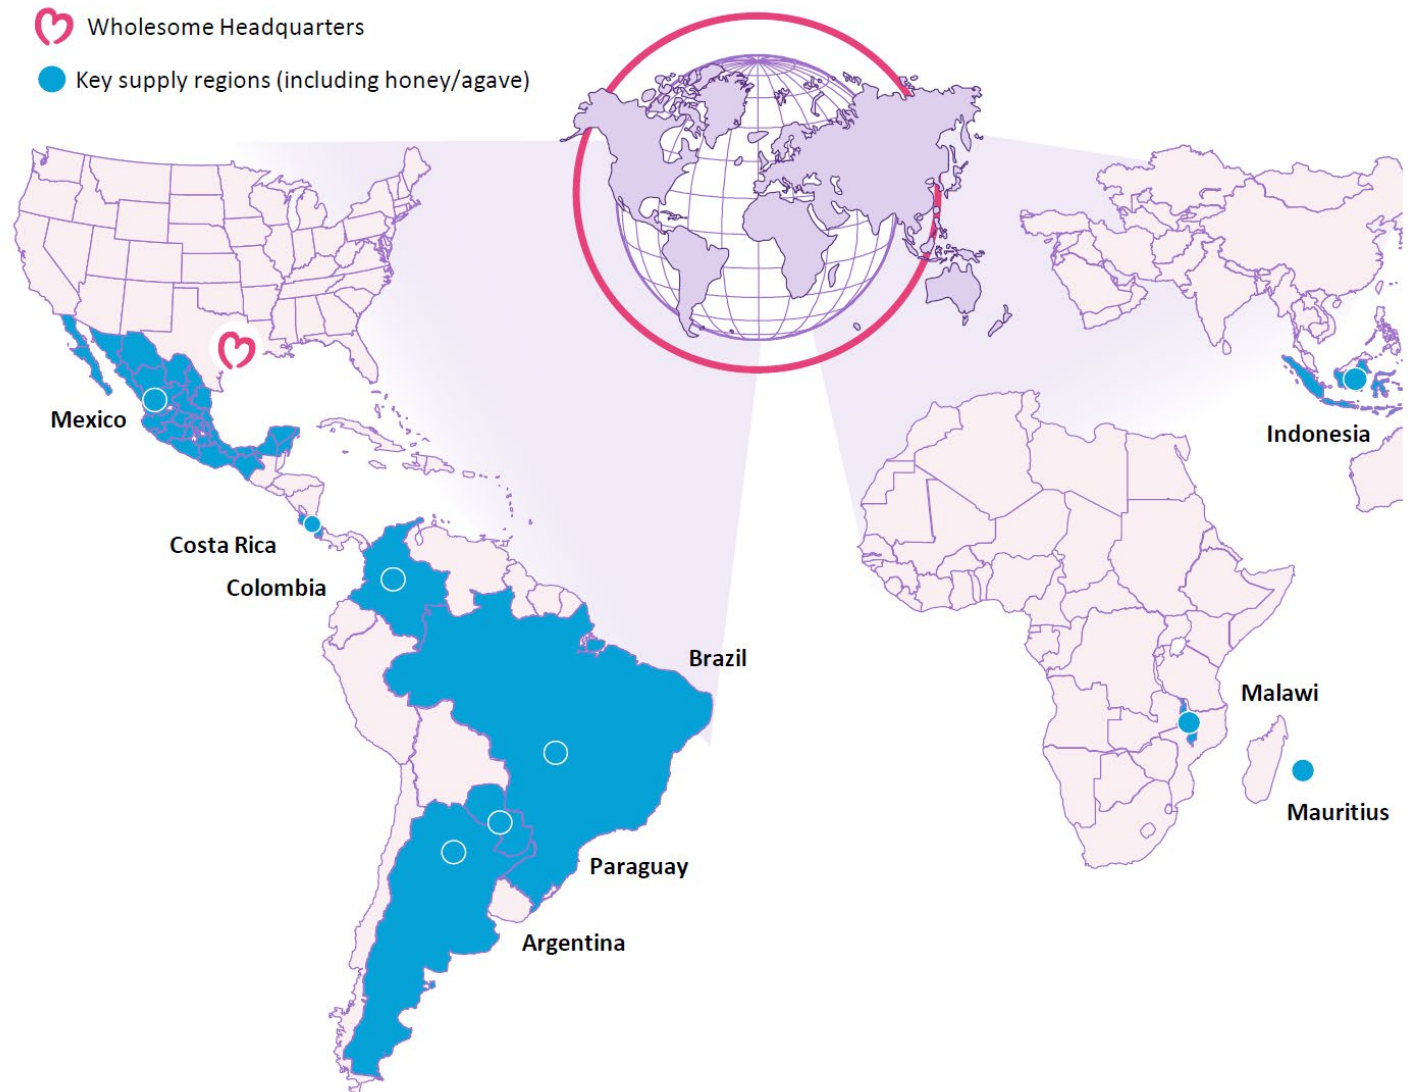 Wholesome Headquarters
Key supply regions (including honey/agave)
Mexico
Indonesia
Costa Rica
Colombia
Brazil
Malawi
Mauritius
Paraguay
Argentina